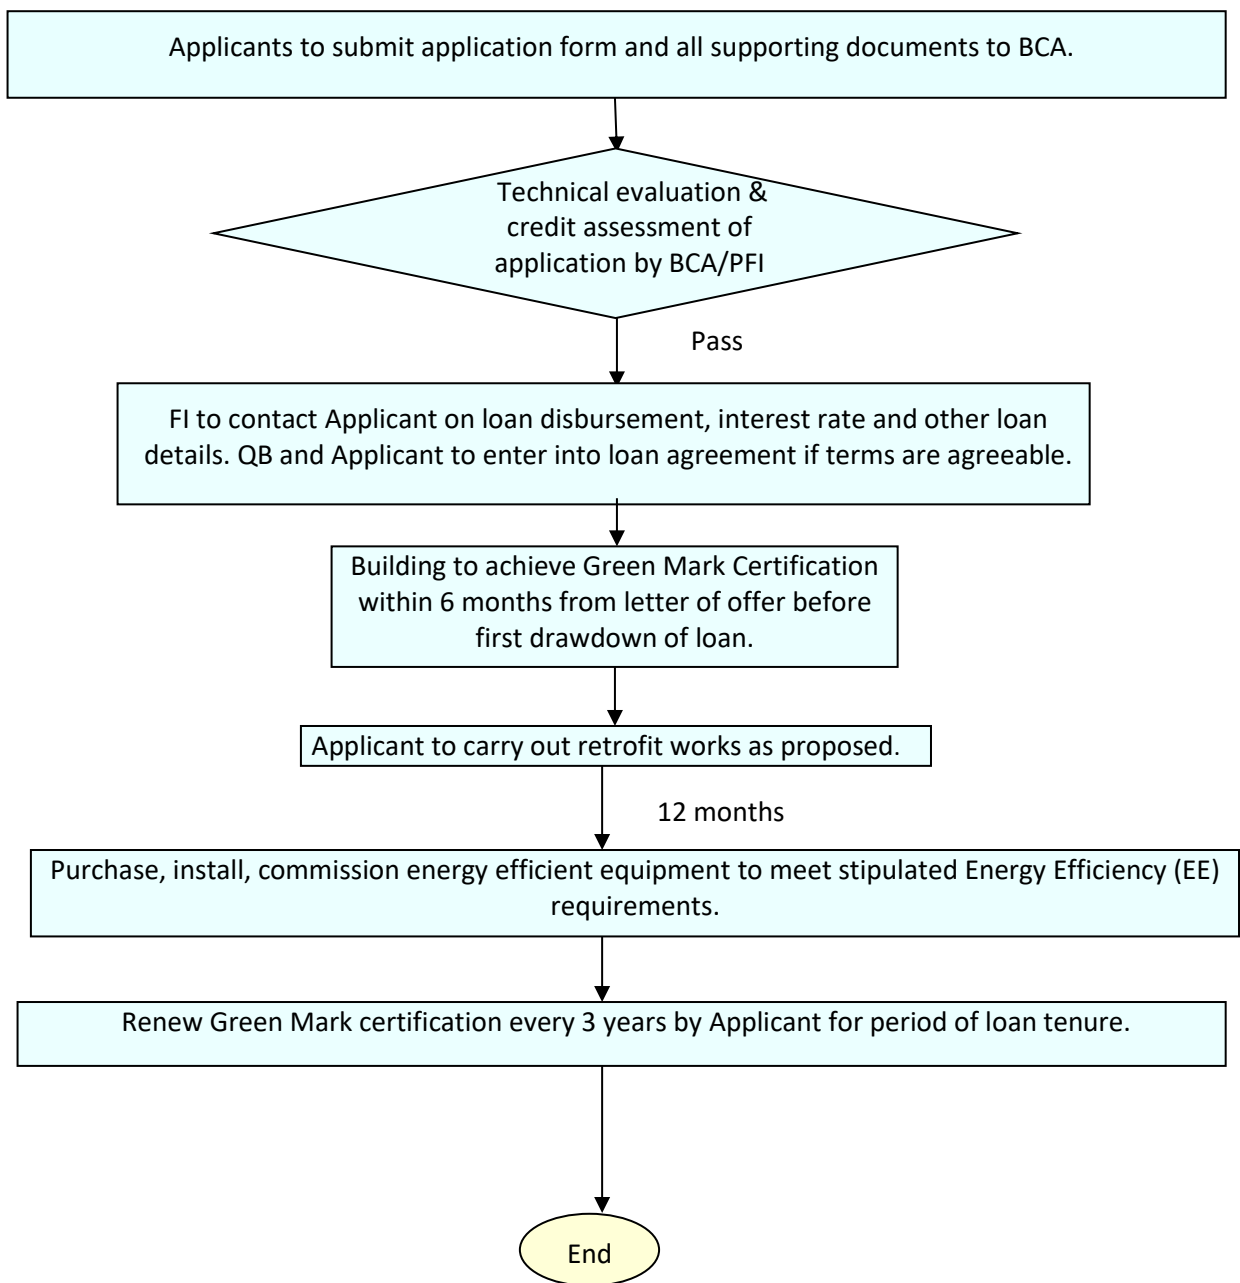 Applicants to submit application form and all supporting documents to BCA.
Technical evaluation &
credit assessment of
application by BCA/PFI
Pass
FI to contact Applicant on loan disbursement, interest rate and other loan
details. QB and Applicant to enter into loan agreement if terms are agreeable.
Building to achieve Green Mark Certification
within 6 months from letter of offer before
first drawdown of loan.
Applicant to carry out retrofit works as proposed.
12 months
Purchase, install, commission energy efficient equipment to meet stipulated Energy Efficiency (EE)
requirements.
Renew Green Mark certification every 3 years by Applicant for period of loan tenure.
End